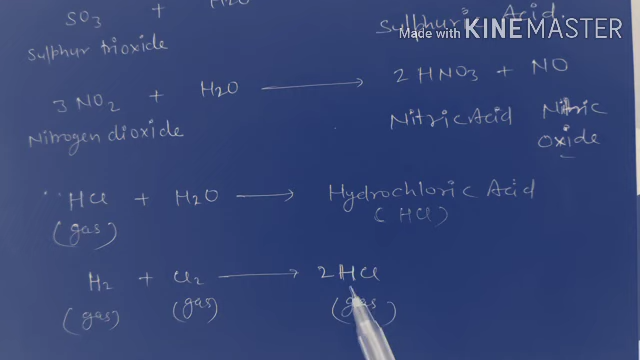 SO3 + H2O
Sulphur trioxide Sulphuric Acid
Made with KINEMASTER
3 NO2 + H2O → 2 HNO3 + NO
Nitrogen dioxide Nitric Acid Nitric Oxide
HCl + H2O → Hydrochloric Acid
(gas) (HCl)
H2 + Cl2 → 2HCl
(gas) (gas) (gas)